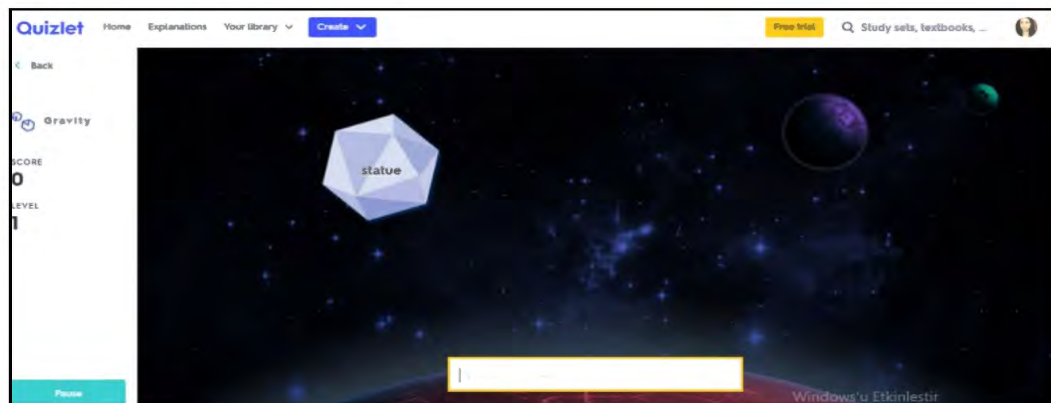 Quizlet Home Explanations Your library Create Free trial Study sets, textbooks, ...
Back
Gravity
SCORE
0
LEVEL
1
statue
Pause
Windows'u Etkinleştir